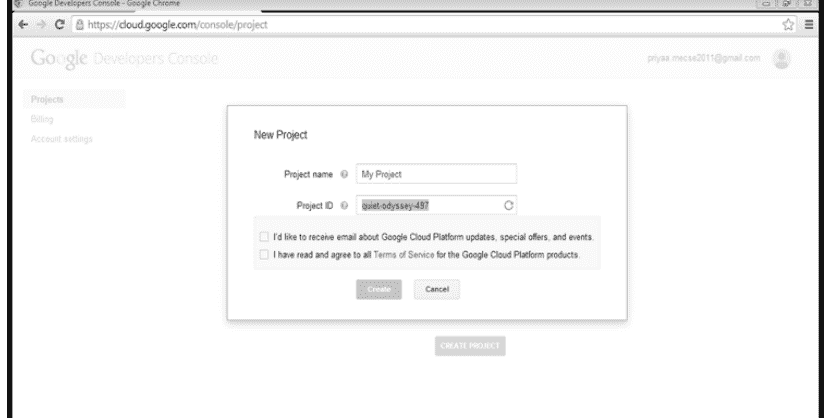 Google Developers Console - Google Chrome
https://cloud.google.com/console/project
Google Developers Console
priyaa.mecse2011@gmail.com
Projects
Billing
Account settings
New Project
Project name
My Project
Project ID
quiet-odyssey-497
I'd like to receive email about Google Cloud Platform updates, special offers, and events.
I have read and agree to all Terms of Service for the Google Cloud Platform products.
Create Cancel
CREATE PROJECT